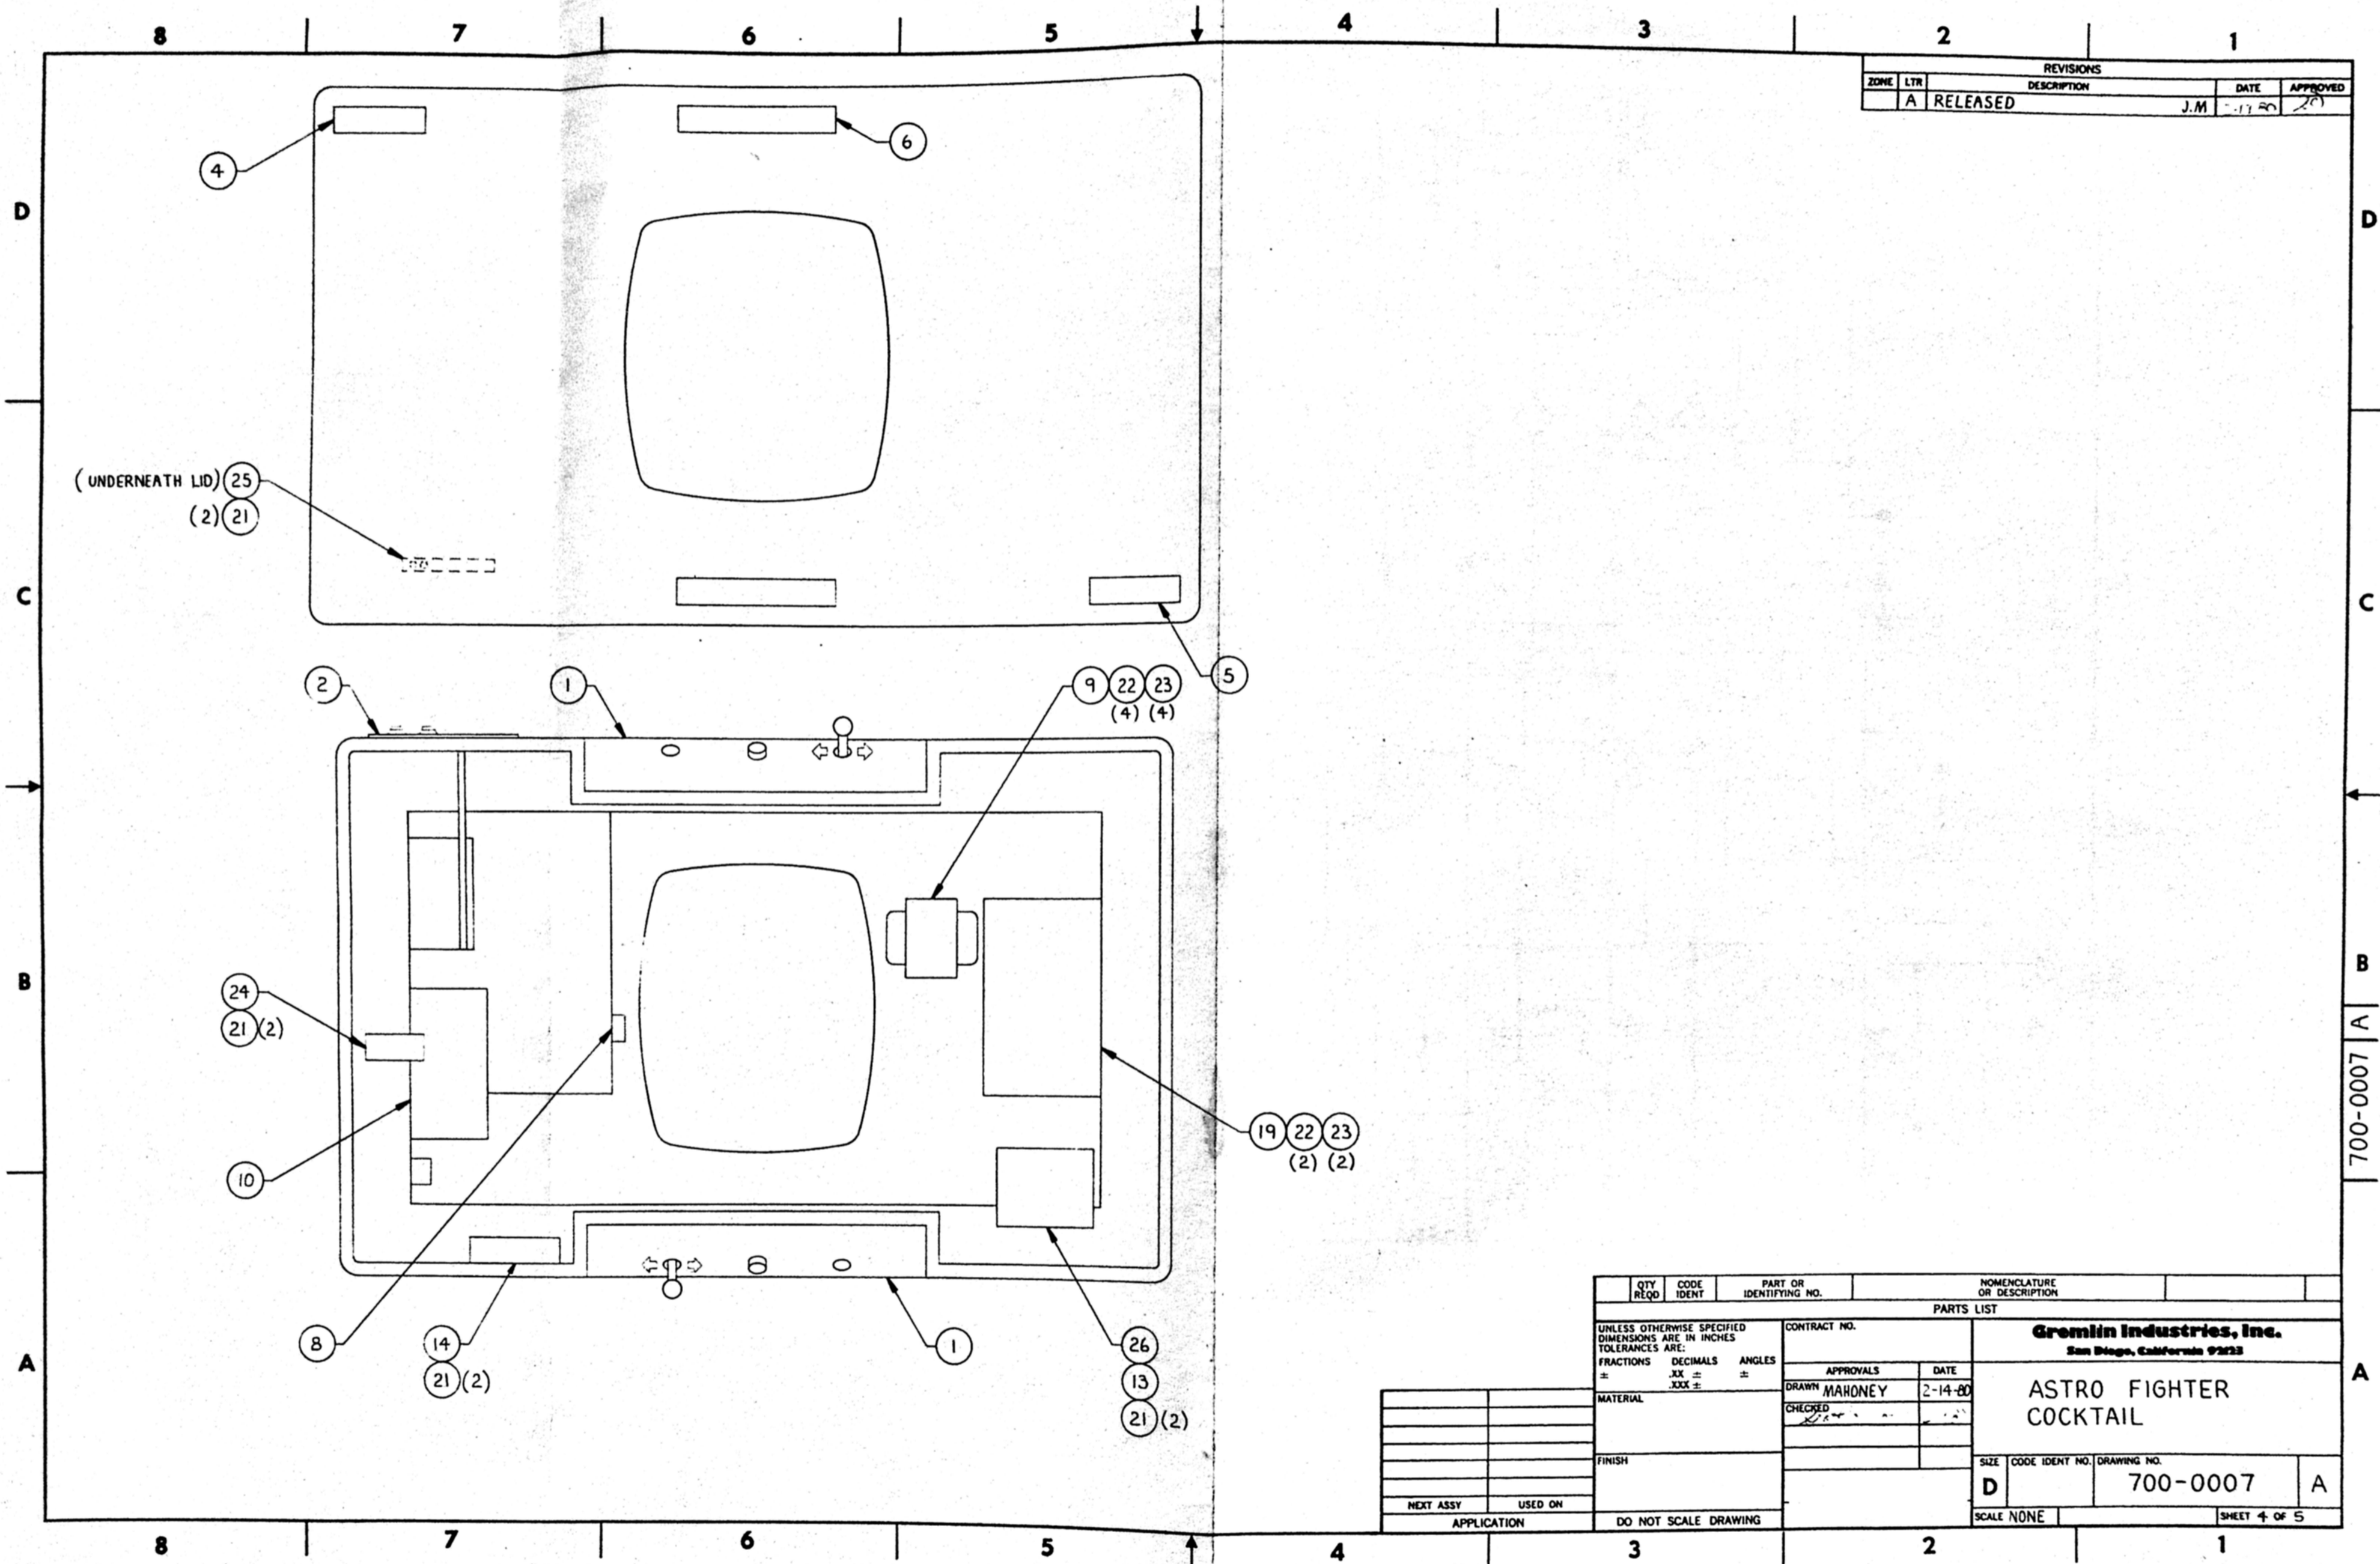 8 7 6 5 4 3 2 1
REVISIONS
ZONE LTR DESCRIPTION DATE APPROVED
A RELEASED J.M
4
6
D D
(UNDERNEATH LID) 25
(2) 21
C C
5
2 1 9 22 23
(4) (4)
B B
24
21 (2)
A
700-0007
19 22 23
(2) (2)
10
8 14 1 26
21 (2) 13
21 (2)
A A
QTY REQD CODE IDENT PART OR IDENTIFYING NO. NOMENCLATURE OR DESCRIPTION
PARTS LIST
UNLESS OTHERWISE SPECIFIED
DIMENSIONS ARE IN INCHES
TOLERANCES ARE:
FRACTIONS DECIMALS ANGLES
± .XX ± ±
.XXX ±
MATERIAL
FINISH
DO NOT SCALE DRAWING
CONTRACT NO.
APPROVALS DATE
DRAWN MAHONEY 2-14-80
CHECKED
Gremlin Industries, Inc.
San Diego, California 92123
ASTRO FIGHTER
COCKTAIL
SIZE CODE IDENT NO. DRAWING NO.
D 700-0007 A
SCALE NONE SHEET 4 OF 5
NEXT ASSY USED ON
APPLICATION
8 7 6 5 4 3 2 1